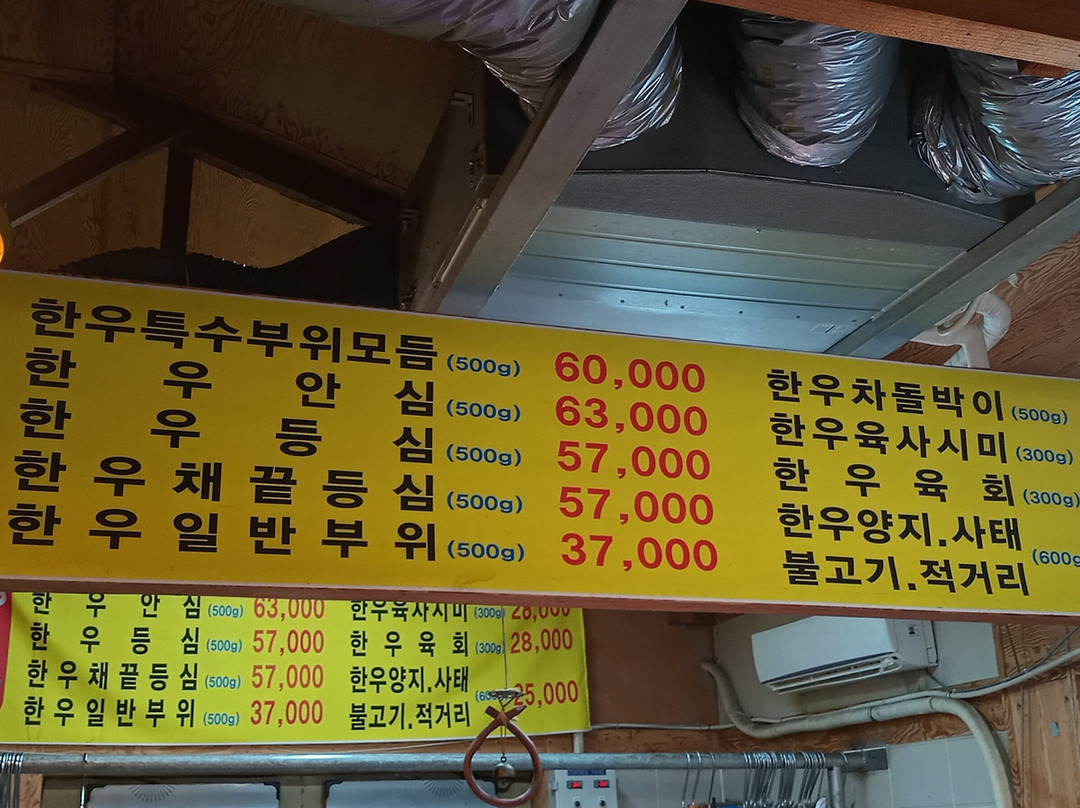 한우특수부위모듬 (500g) 60,000
한우안심 (500g) 63,000
한우등심 (500g) 57,000
한우채끝등심 (500g) 57,000
한우일반부위 (500g) 37,000
한우차돌박이 (500g)
한우육사시미 (300g)
한우육회 (300g)
한우양지.사태
불고기.적거리 (600g
한우안심 (500g) 63,000
한우등심 (500g) 57,000
한우채끝등심 (500g) 57,000
한우일반부위 (500g) 37,000
한우육사시미 (300g) 28,000
한우육회 (300g) 28,000
한우양지.사태
불고기.적거리 25,000